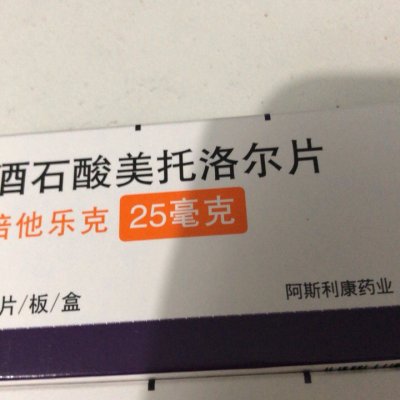 酒石酸美托洛尔片
倍他乐克 25毫克
片/板/盒
阿斯利康药业